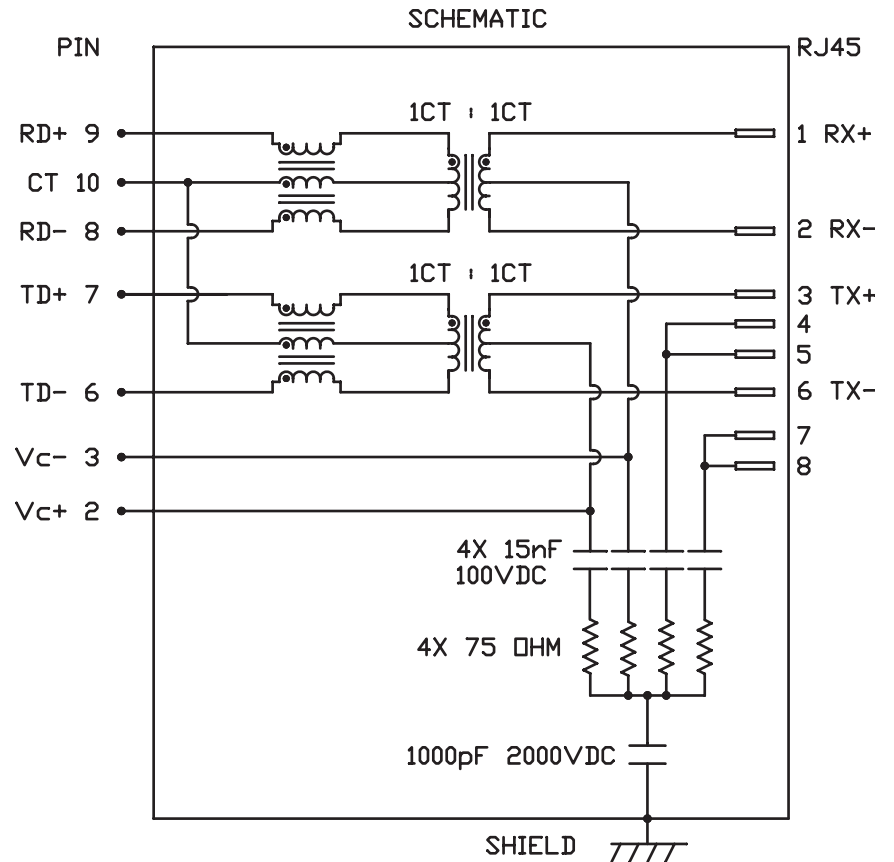 SCHEMATIC
PIN RJ45
1CT : 1CT
RD+ 9 1 RX+
CT 10
RD- 8 2 RX-
1CT : 1CT
TD+ 7 3 TX+
4
5
TD- 6 6 TX-
7
Vc- 3 8
Vc+ 2
4X 15nF
100VDC
4X 75 OHM
1000pF 2000VDC
SHIELD